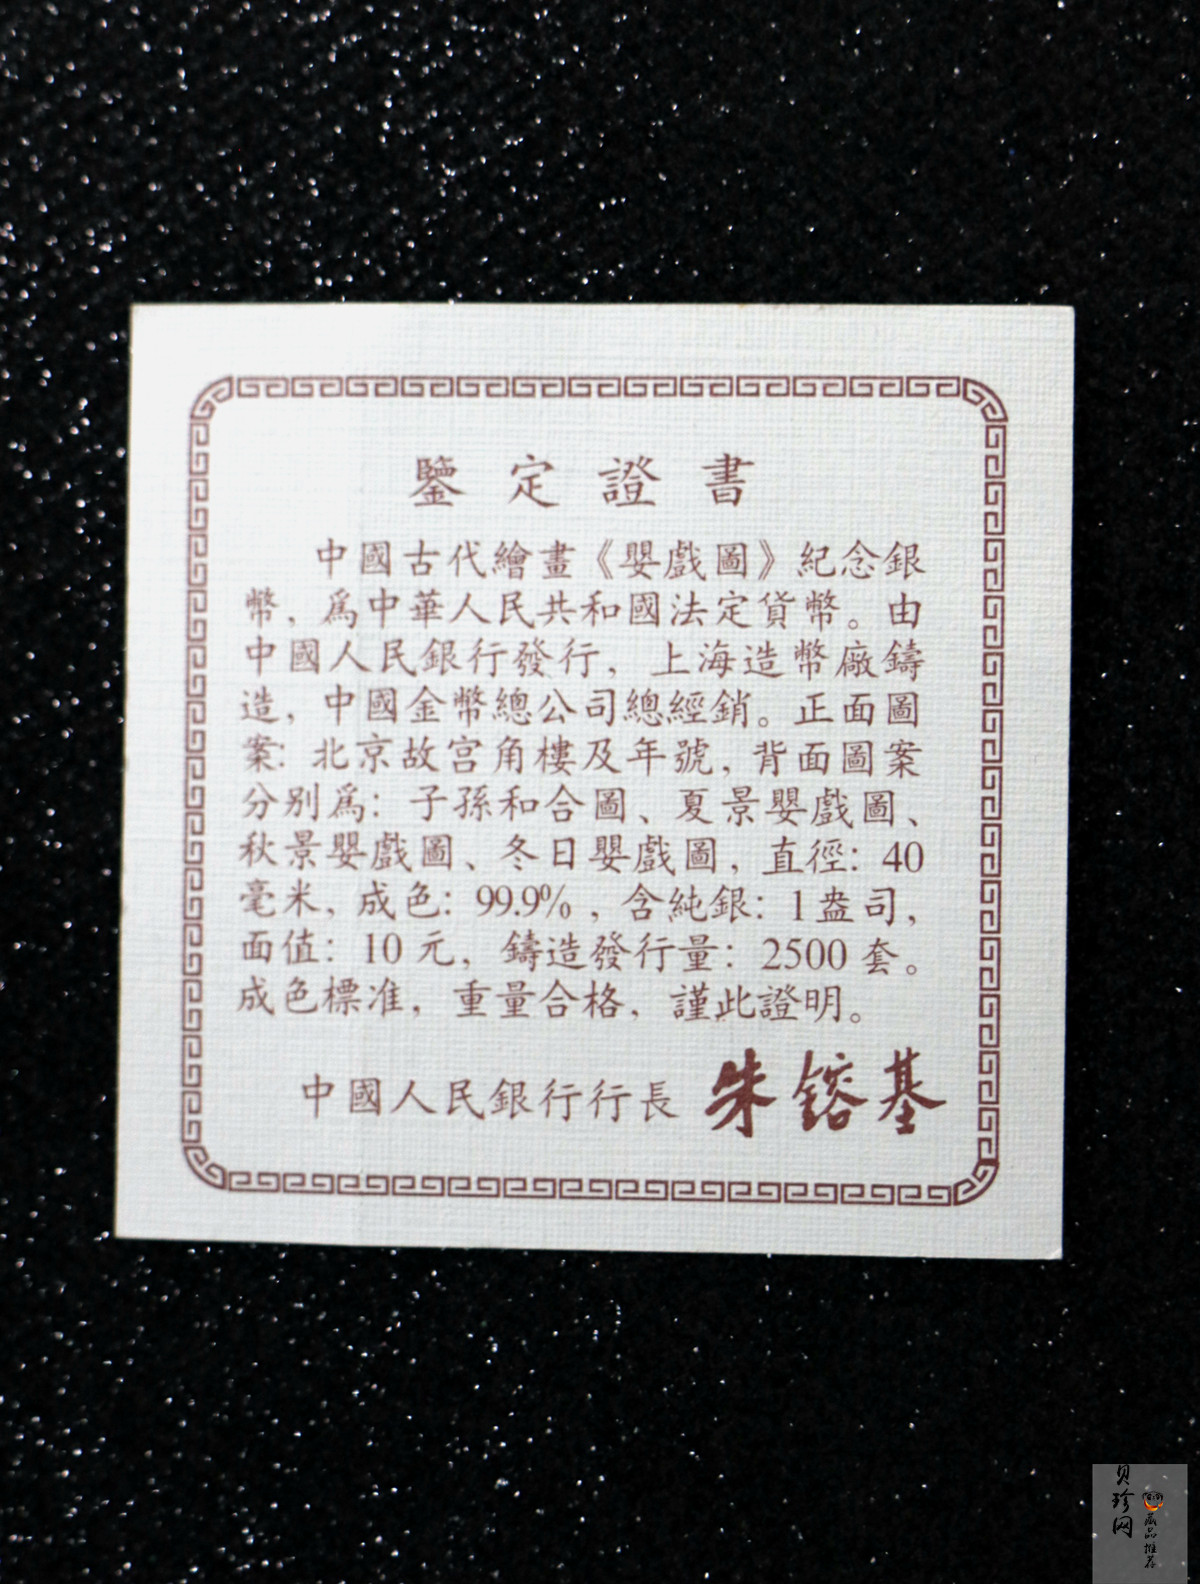 鑒定證書
中國古代繪畫《嬰戲圖》紀念銀
幣，爲中華人民共和國法定貨幣。由
中國人民銀行發行，上海造幣廠鑄
造，中國金幣總公司總經銷。正面圖
案：北京故宫角樓及年號，背面圖案
分别爲：子孫和合圖、夏景嬰戲圖、
秋景嬰戲圖、冬日嬰戲圖，直徑：40
毫米，成色：99.9%，含純銀：1盎司，
面值：10元，鑄造發行量：2500套。
成色標准，重量合格，謹此證明。
中國人民銀行行長 朱鎔基
贝珍网
藏品推荐